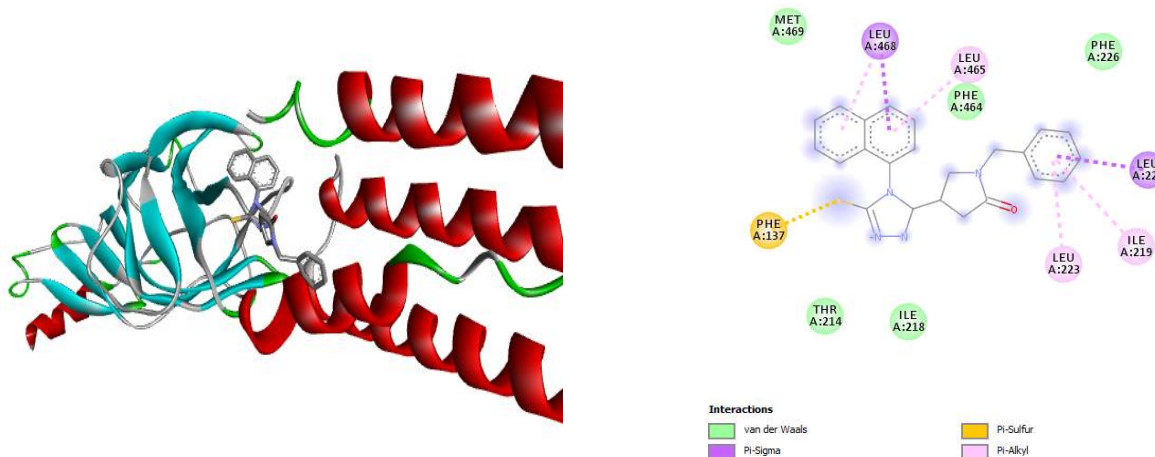 MET
A:469
LEU
A:468
LEU
A:465
PHE
A:226
PHE
A:464
N
N
O
LEU
PHE
A:137
N
N
LEU
A:223
ILE
A:219
THR
A:214
ILE
A:218
Interactions
van der Waals
Pi-Sigma
Pi-Sulfur
Pi-Alkyl